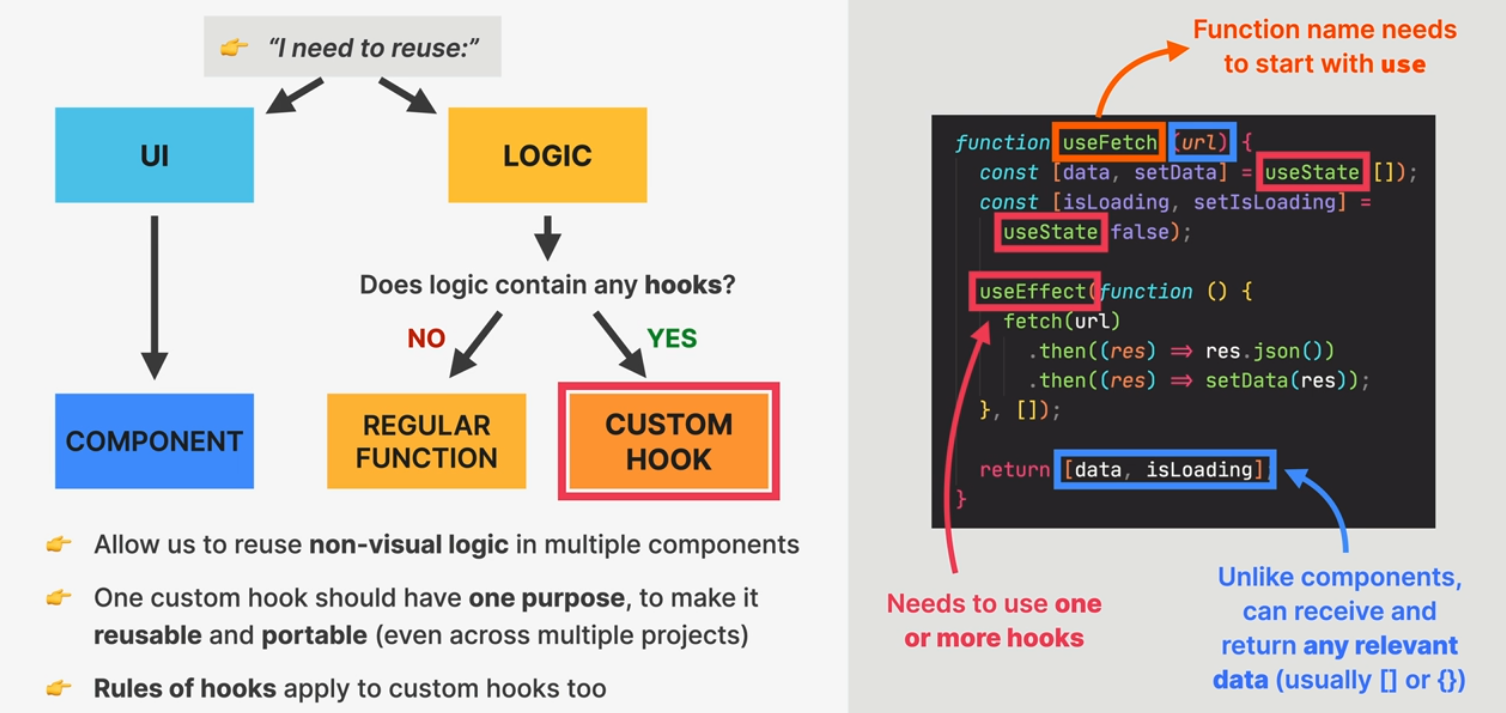 👉 “I need to reuse:”
UI
LOGIC
Does logic contain any hooks?
NO
YES
COMPONENT
REGULAR
FUNCTION
CUSTOM
HOOK
👉 Allow us to reuse non-visual logic in multiple components
👉 One custom hook should have one purpose, to make it
reusable and portable (even across multiple projects)
👉 Rules of hooks apply to custom hooks too
Function name needs
to start with use
function useFetch (url) {
const [data, setData] = useState []);
const [isLoading, setIsLoading] =
useState false);
useEffect(function () {
fetch(url)
.then((res) => res.json())
.then((res) => setData(res));
}, []);
return [data, isLoading]
}
Needs to use one
or more hooks
Unlike components,
can receive and
return any relevant
data (usually [] or {})